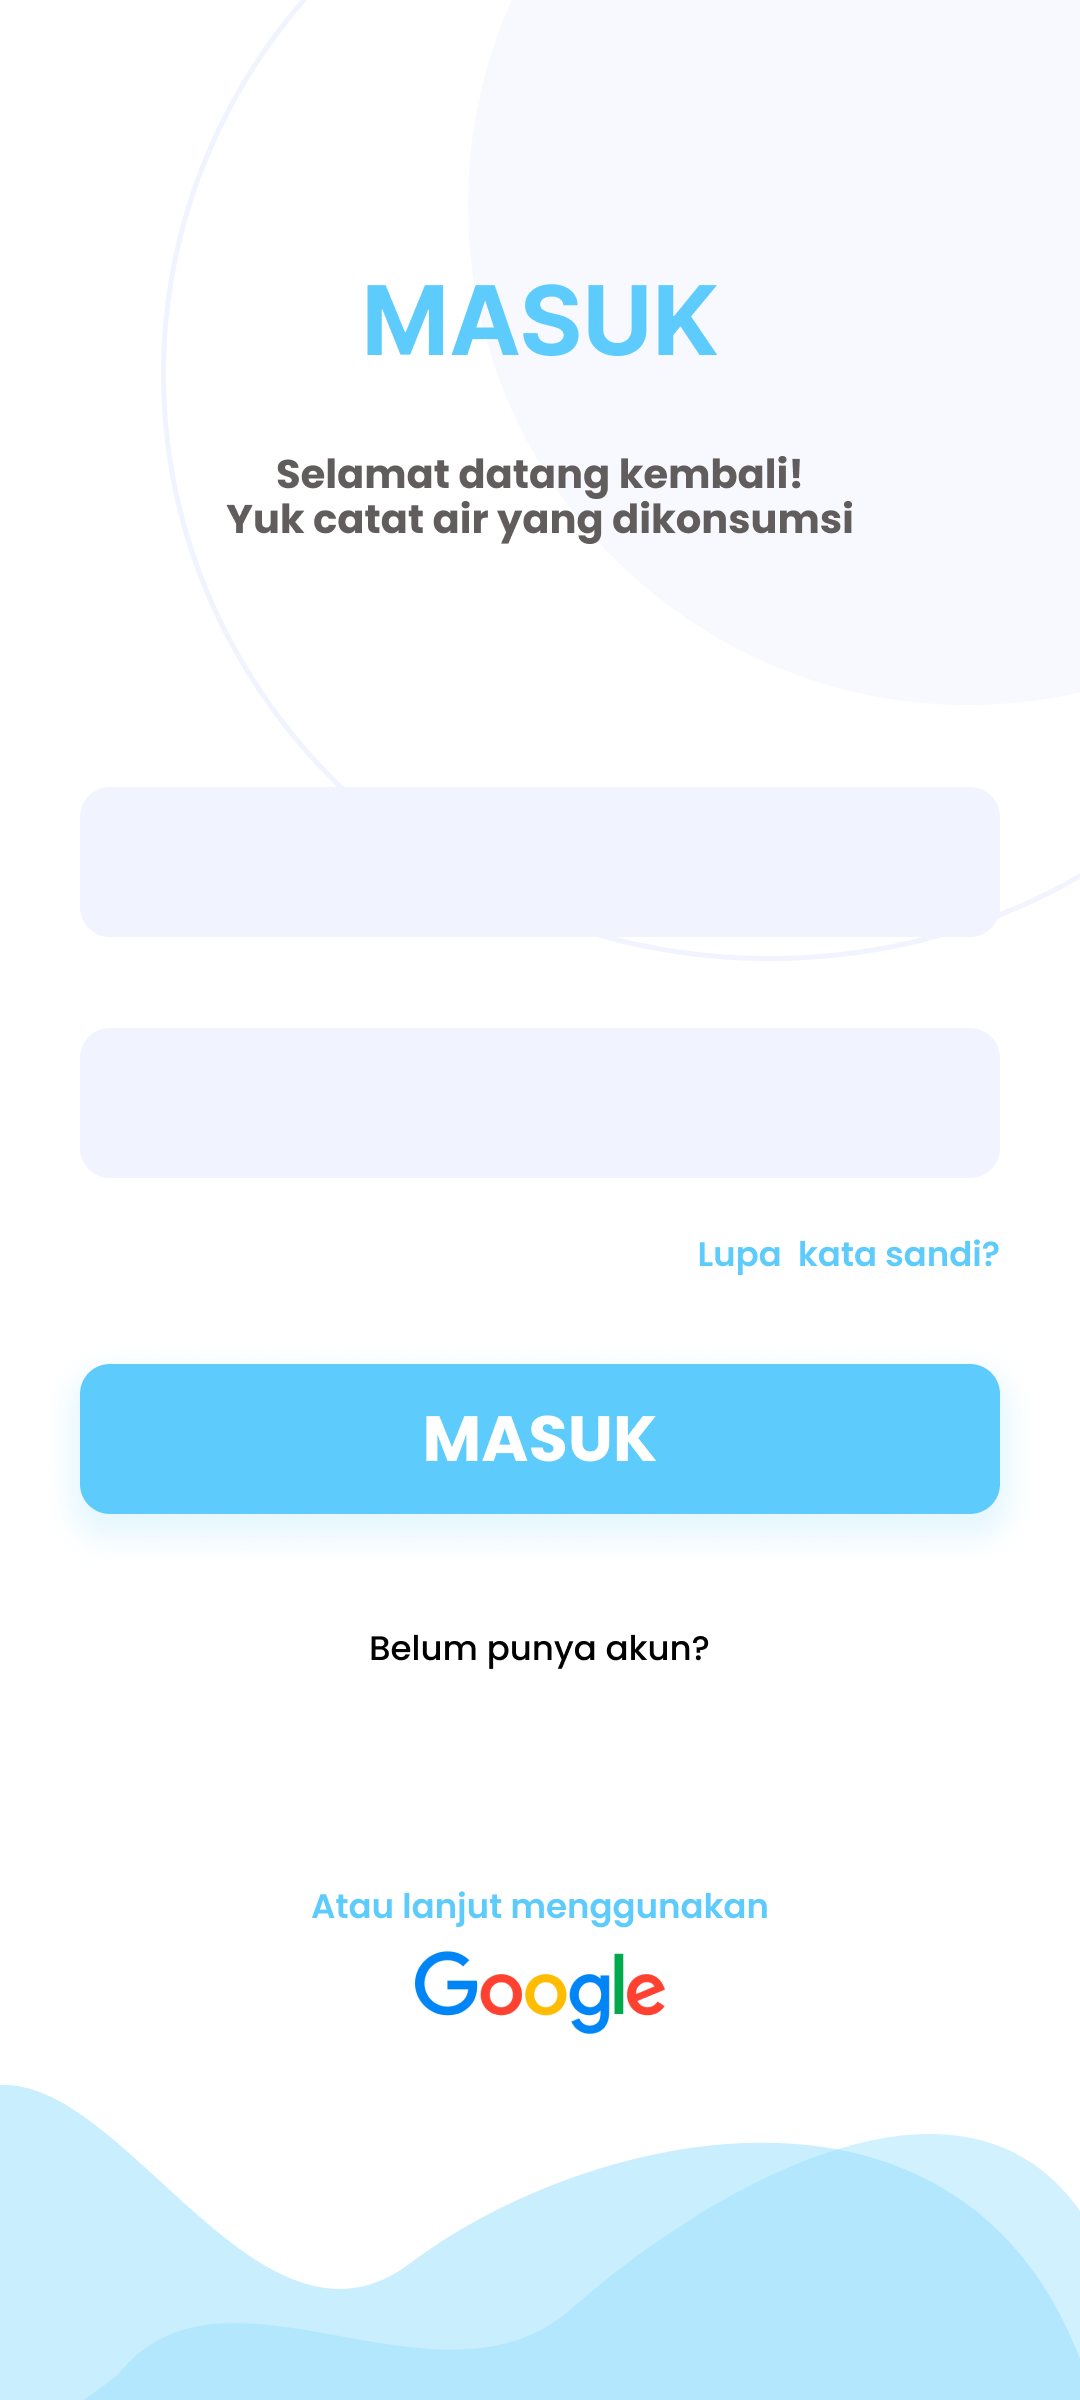 MASUK
Selamat datang kembali!
Yuk catat air yang dikonsumsi
Lupa  kata sandi?
MASUK
Belum punya akun?
Atau lanjut menggunakan
Google